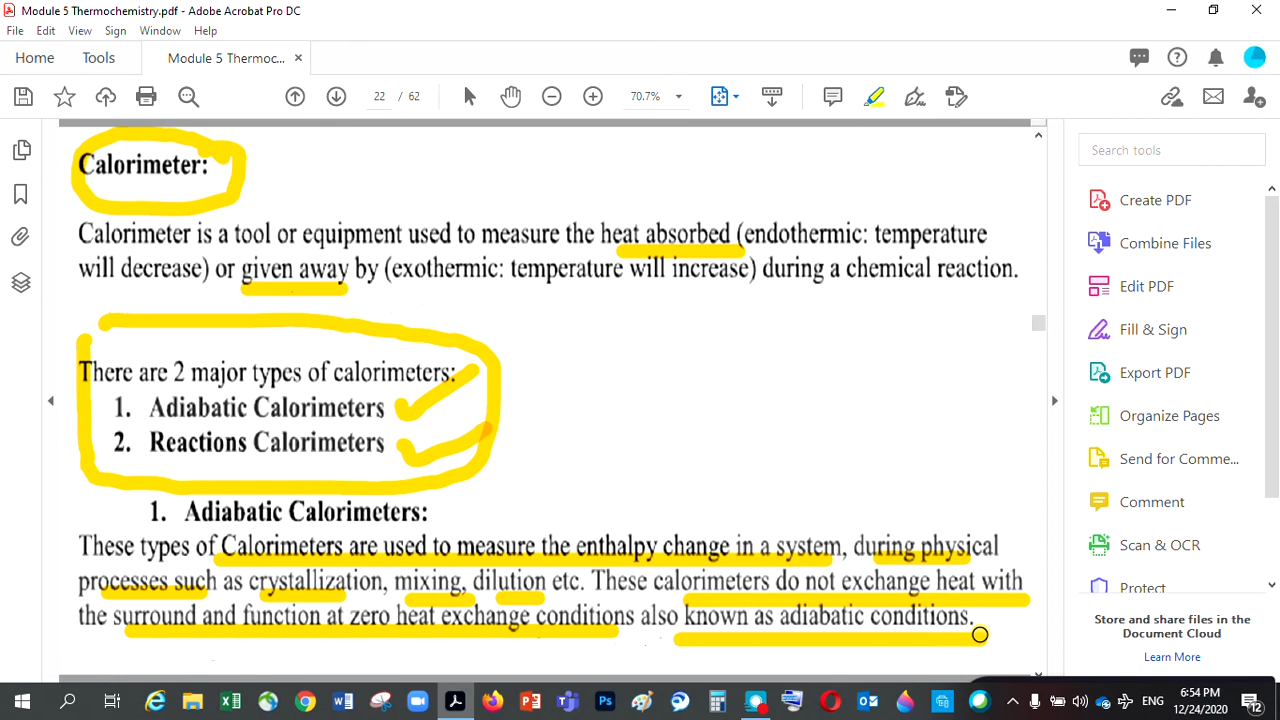 Module 5 Thermochemistry.pdf - Adobe Acrobat Pro DC
File Edit View Sign Window Help
Home Tools Module 5 Thermoc... ×
22 / 62 70.7%
Calorimeter:
Calorimeter is a tool or equipment used to measure the heat absorbed (endothermic: temperature
will decrease) or given away by (exothermic: temperature will increase) during a chemical reaction.
There are 2 major types of calorimeters:
1. Adiabatic Calorimeters
2. Reactions Calorimeters
1. Adiabatic Calorimeters:
These types of Calorimeters are used to measure the enthalpy change in a system, during physical
processes such as crystallization, mixing, dilution etc. These calorimeters do not exchange heat with
the surround and function at zero heat exchange conditions also known as adiabatic conditions.
Search tools
Create PDF
Combine Files
Edit PDF
Fill & Sign
Export PDF
Organize Pages
Send for Comme...
Comment
Scan & OCR
Protect
Store and share files in the
Document Cloud
Learn More
ENG
6:54 PM
12/24/2020
12